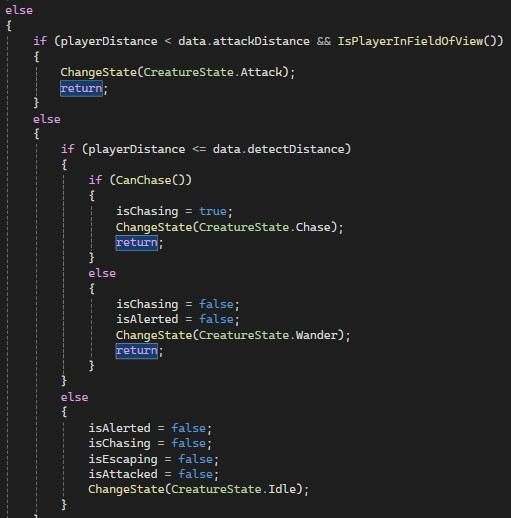 else
{
if (playerDistance < data.attackDistance && IsPlayerInFieldOfView())
{
ChangeState(CreatureState.Attack);
return;
}
else
{
if (playerDistance <= data.detectDistance)
{
if (CanChase())
{
isChasing = true;
ChangeState(CreatureState.Chase);
return;
}
else
{
isChasing = false;
isAlerted = false;
ChangeState(CreatureState.Wander);
return;
}
}
else
{
isAlerted = false;
isChasing = false;
isEscaping = false;
isAttacked = false;
ChangeState(CreatureState.Idle);
}
}